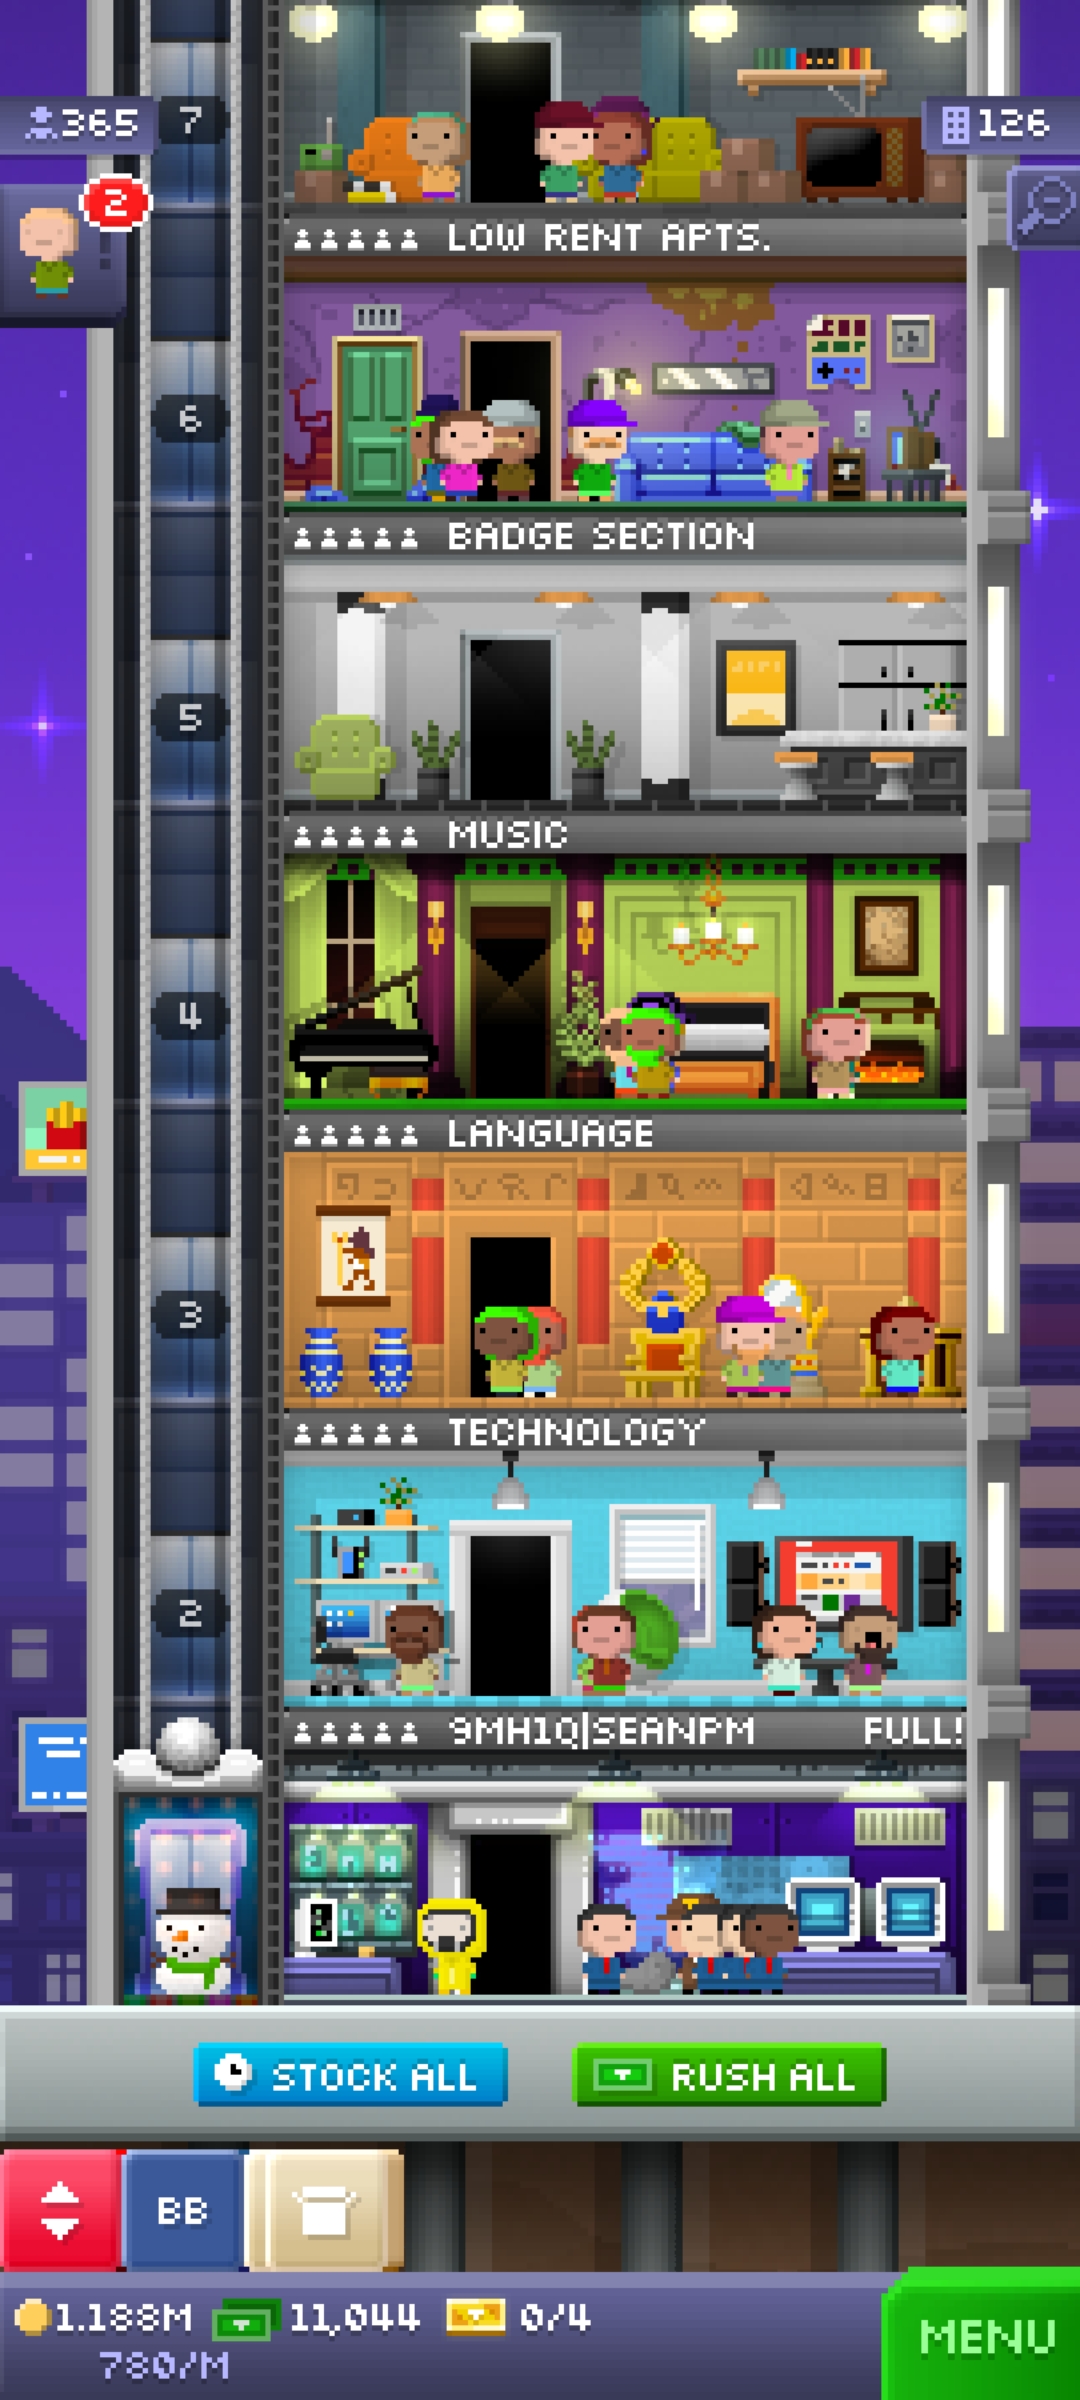 7
365
126
2
LOW RENT APTS.
6
BADGE SECTION
5
MUSIC
4
LANGUAGE
3
TECHNOLOGY
2
9MH1Q|SEANPM FULL!
STOCK ALL
RUSH ALL
BB
1.188M 11,044 0/4
780/M
MENU